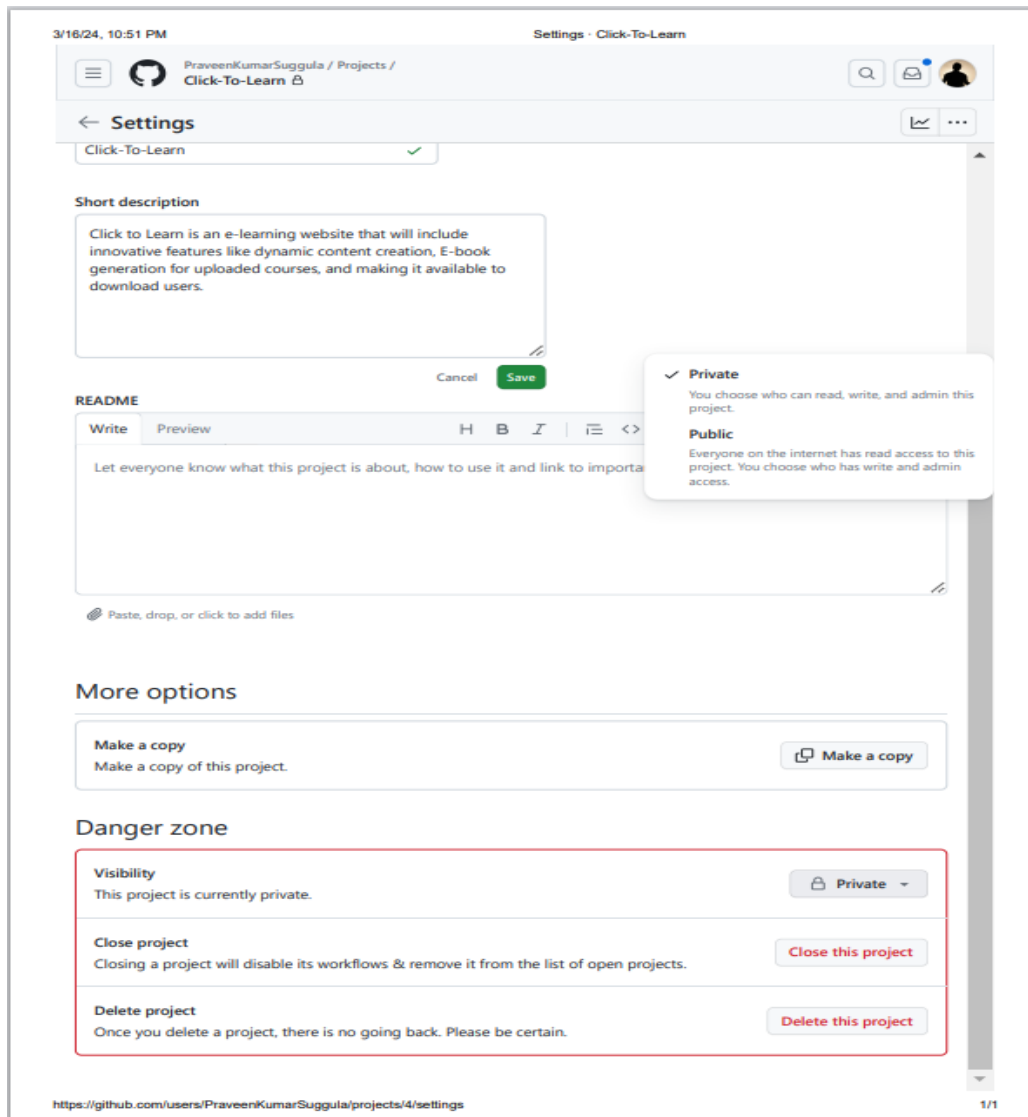 3/16/24, 10:51 PM
Settings · Click-To-Learn
PraveenKumarSuggula / Projects /
Click-To-Learn
Settings
Click-To-Learn
Short description
Click to Learn is an e-learning website that will include
innovative features like dynamic content creation, E-book
generation for uploaded courses, and making it available to
download users.
Cancel
Save
Private
You choose who can read, write, and admin this
project.
Public
Everyone on the internet has read access to this
project. You choose who has write and admin
access.
README
Write
Preview
H B I <>
Let everyone know what this project is about, how to use it and link to importa
Paste, drop, or click to add files
More options
Make a copy
Make a copy of this project.
Make a copy
Danger zone
Visibility
This project is currently private.
Private
Close project
Closing a project will disable its workflows & remove it from the list of open projects.
Close this project
Delete project
Once you delete a project, there is no going back. Please be certain.
Delete this project
https://github.com/users/PraveenKumarSuggula/projects/4/settings
1/1